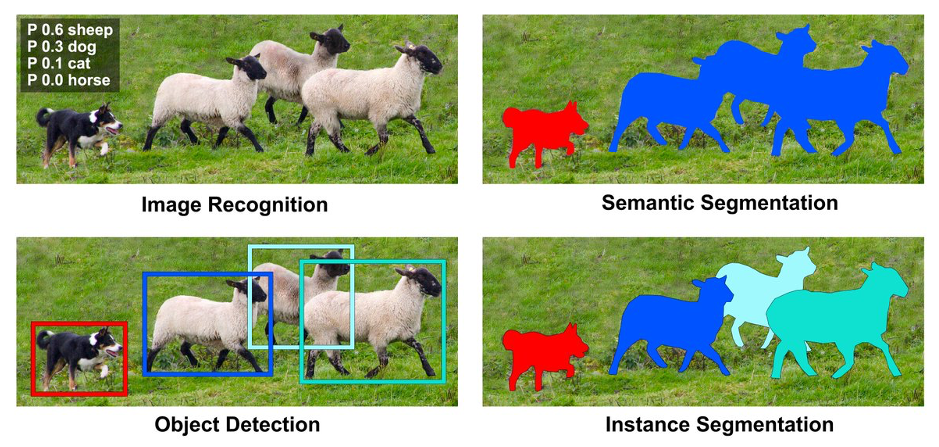 P 0.6 sheep
P 0.3 dog
P 0.1 cat
P 0.0 horse
Image Recognition
Semantic Segmentation
Object Detection
Instance Segmentation